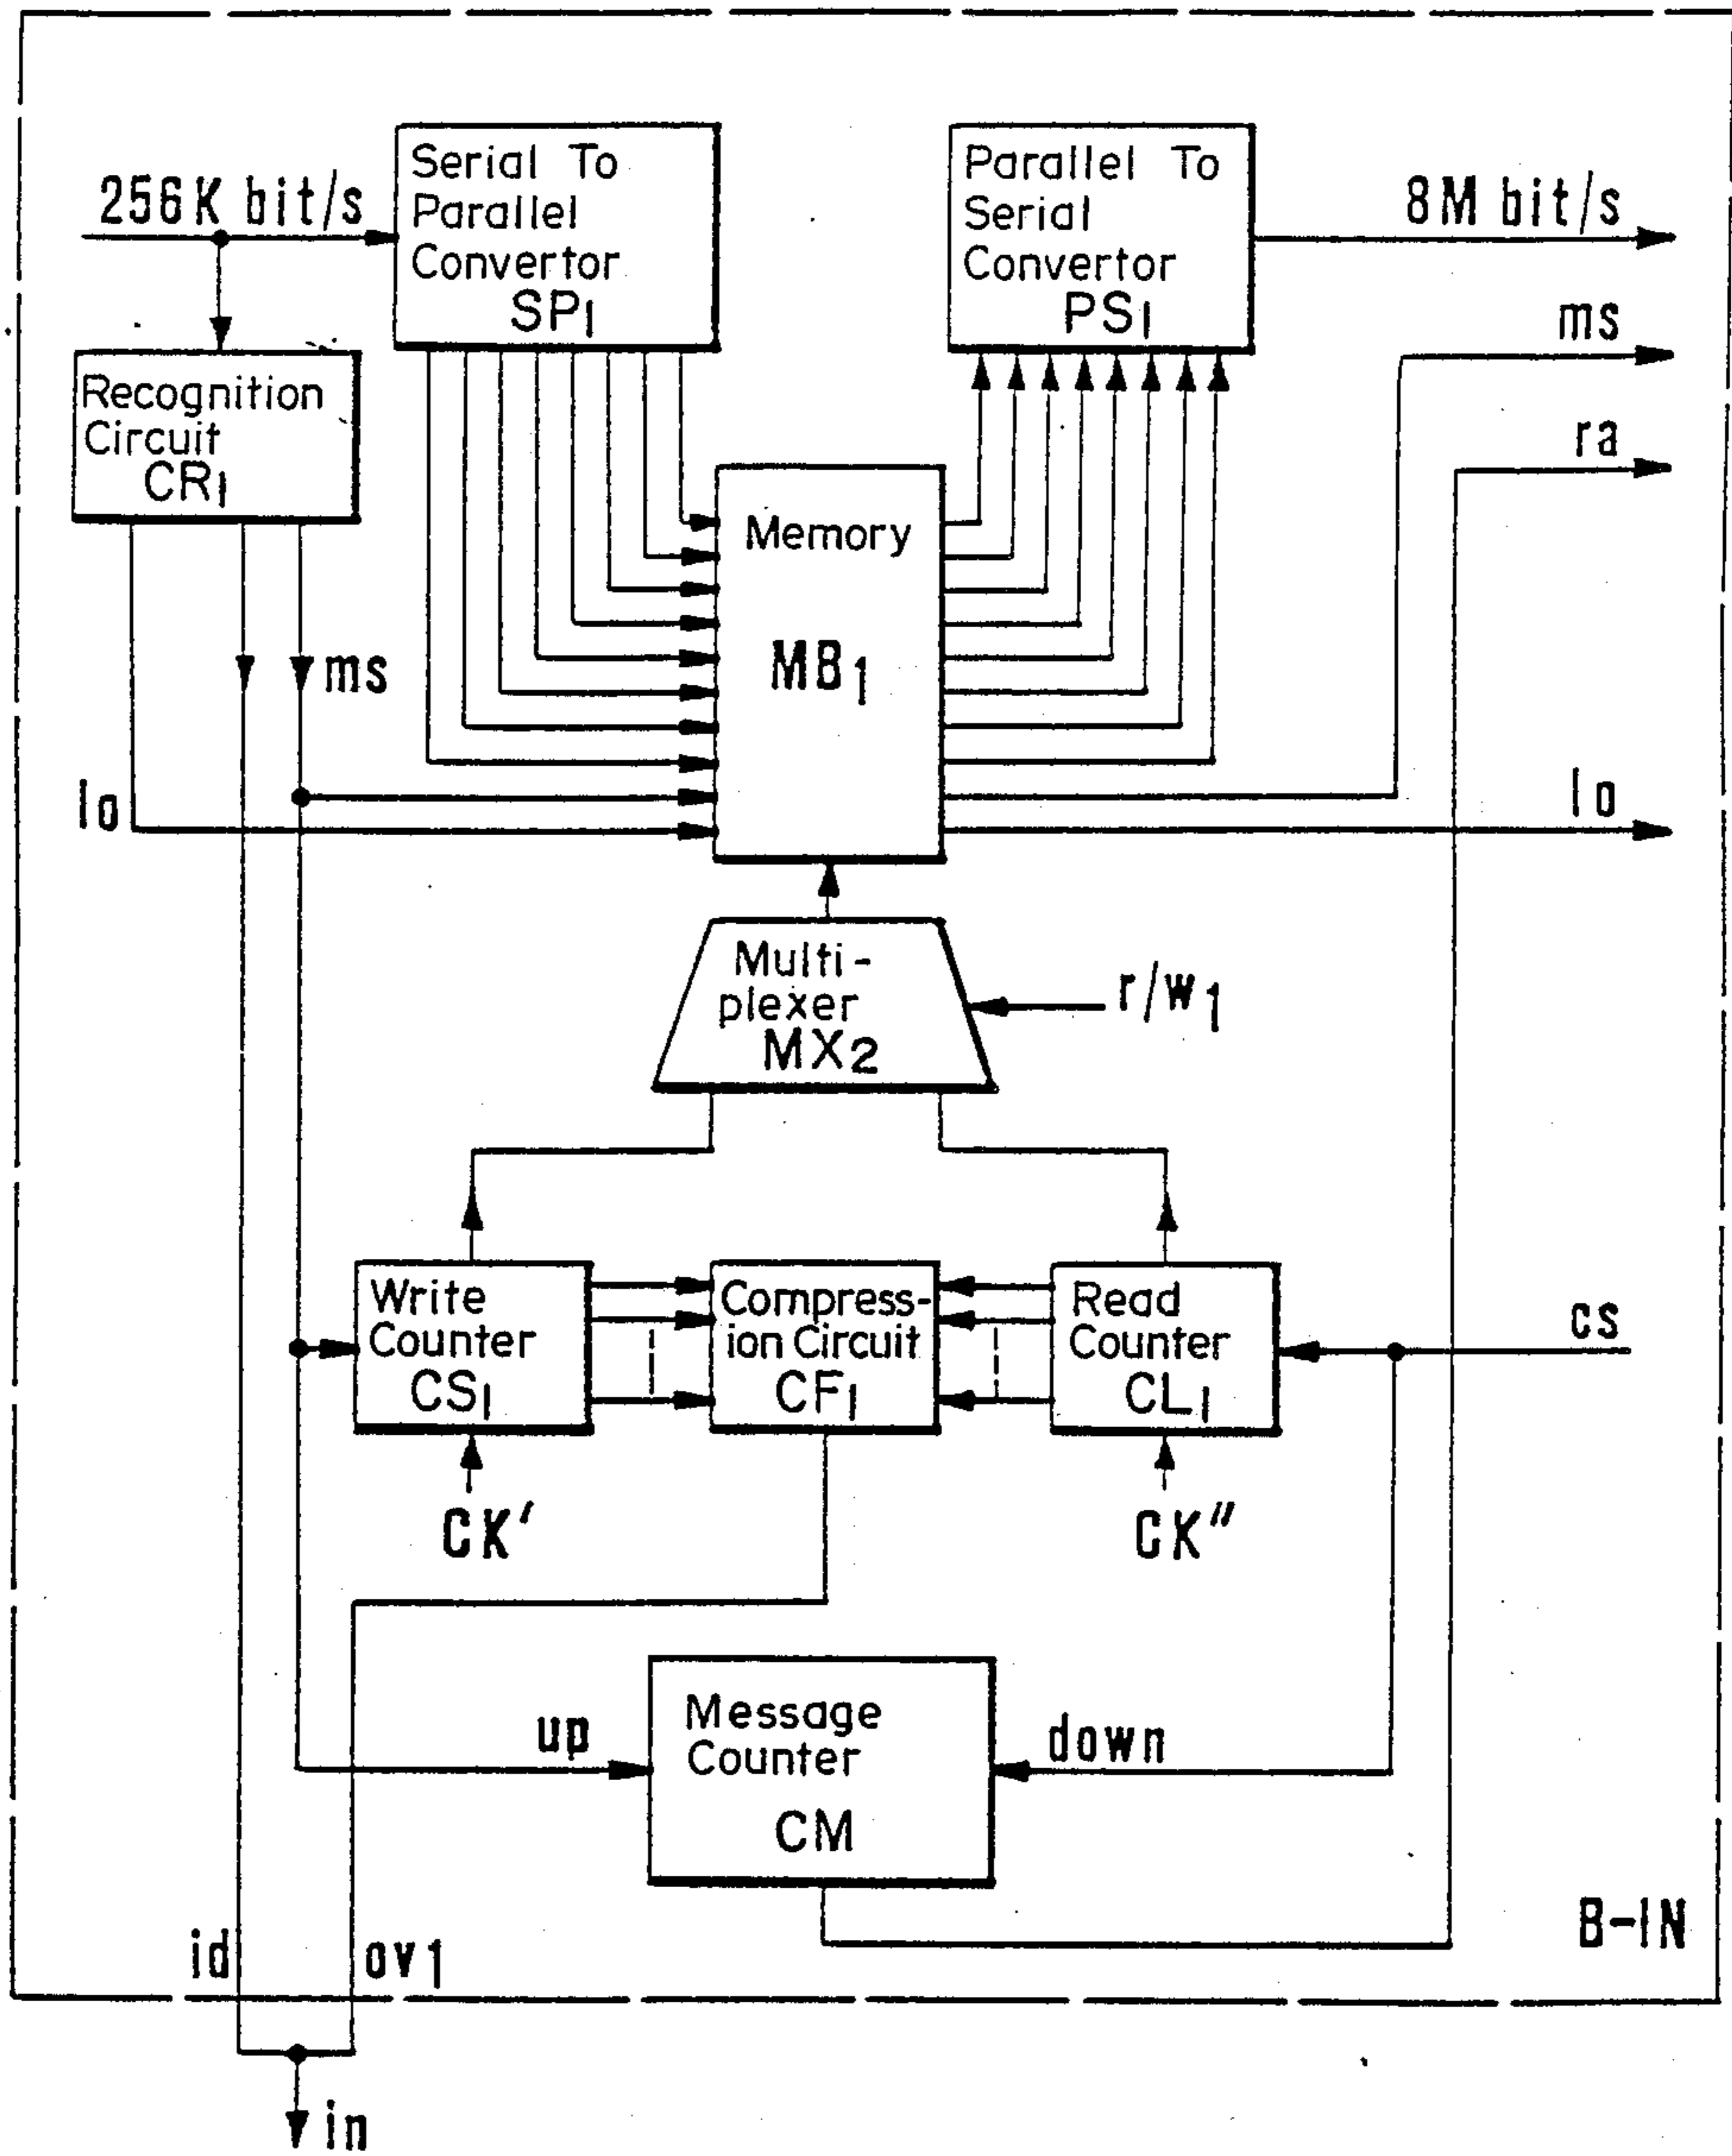 Serial To
Parallel
Convertor
SP1
Parallel To
Serial
Convertor
PS1
256K bit/s
8M bit/s
ms
ra
Recognition
Circuit
CR1
Memory
MB1
ms
lo
lo
Multi-
plexer
MX2
r/w1
Write
Counter
CS1
Compress-
ion Circuit
CF1
Read
Counter
CL1
cs
CK'
CK"
Message
Counter
CM
up
down
B-IN
id
ov1
in